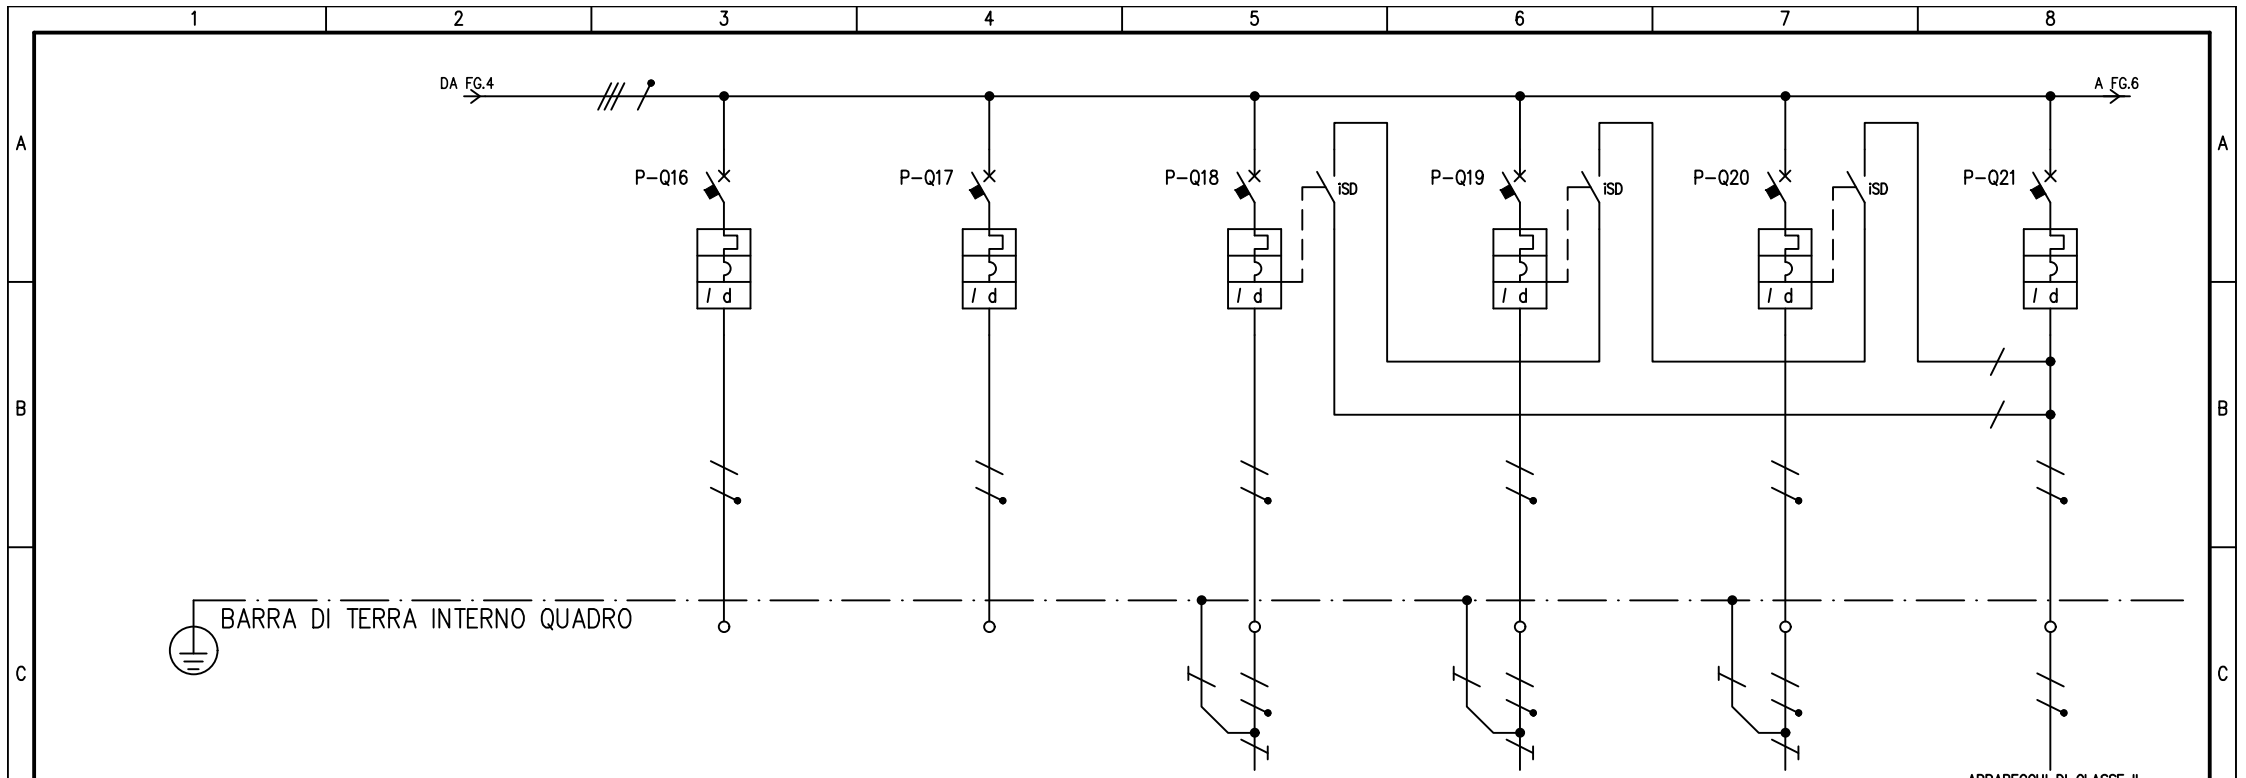 1 2 3 4 5 6 7 8
DA FG.4 A FG.6
A A
P-Q16 P-Q17 P-Q18 iSD P-Q19 iSD P-Q20 iSD P-Q21
I d I d I d I d I d I d
B B
BARRA DI TERRA INTERNO QUADRO
C C